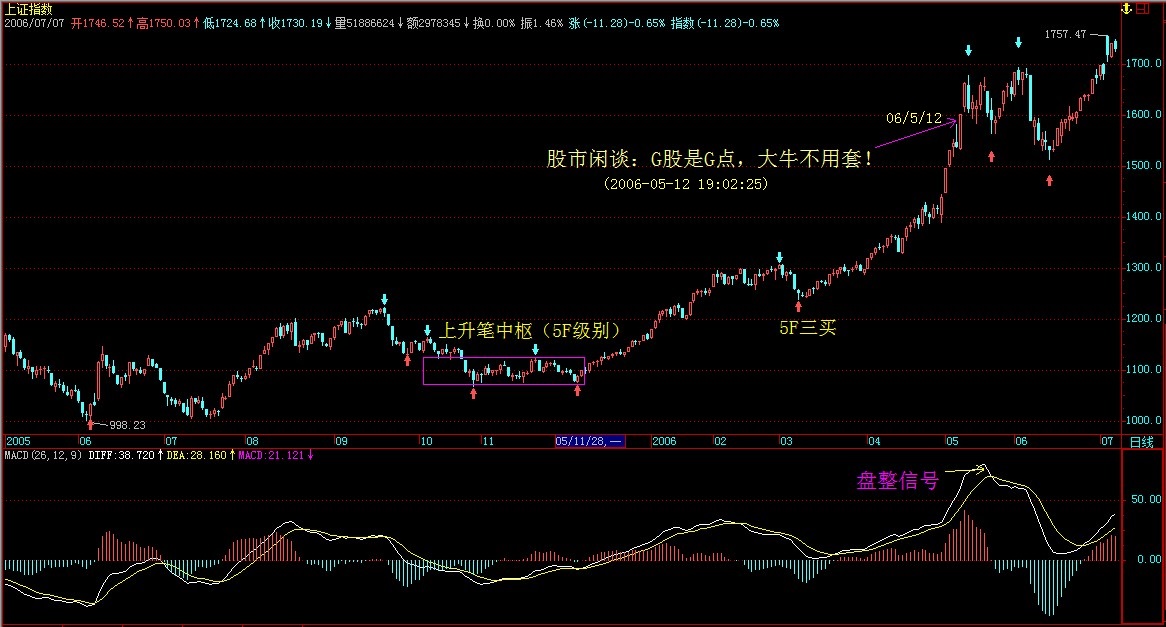 上证指数
2006/07/07 开1746.52↑高1750.03↑低1724.68↑收1730.19↓量51886624↓额2978345↓换0.00% 振1.46% 涨(-11.28)-0.65% 指数(-11.28)-0.65%
1757.47
1700.0
06/5/12
1600.0
股市闲谈：G股是G点，大牛不用套！
(2006-05-12 19:02:25)
1500.0
1400.0
1300.0
上升笔中枢（5F级别）
5F三买
1200.0
1100.0
998.23
1000.0
2005 06 07 08 09 10 11 05/11/28,一 2006 02 03 04 05 06 07 日线
MACD(26,12,9) DIFF:38.720↑DEA:28.160↑MACD:21.121↓
盘整信号
50.00
0.00